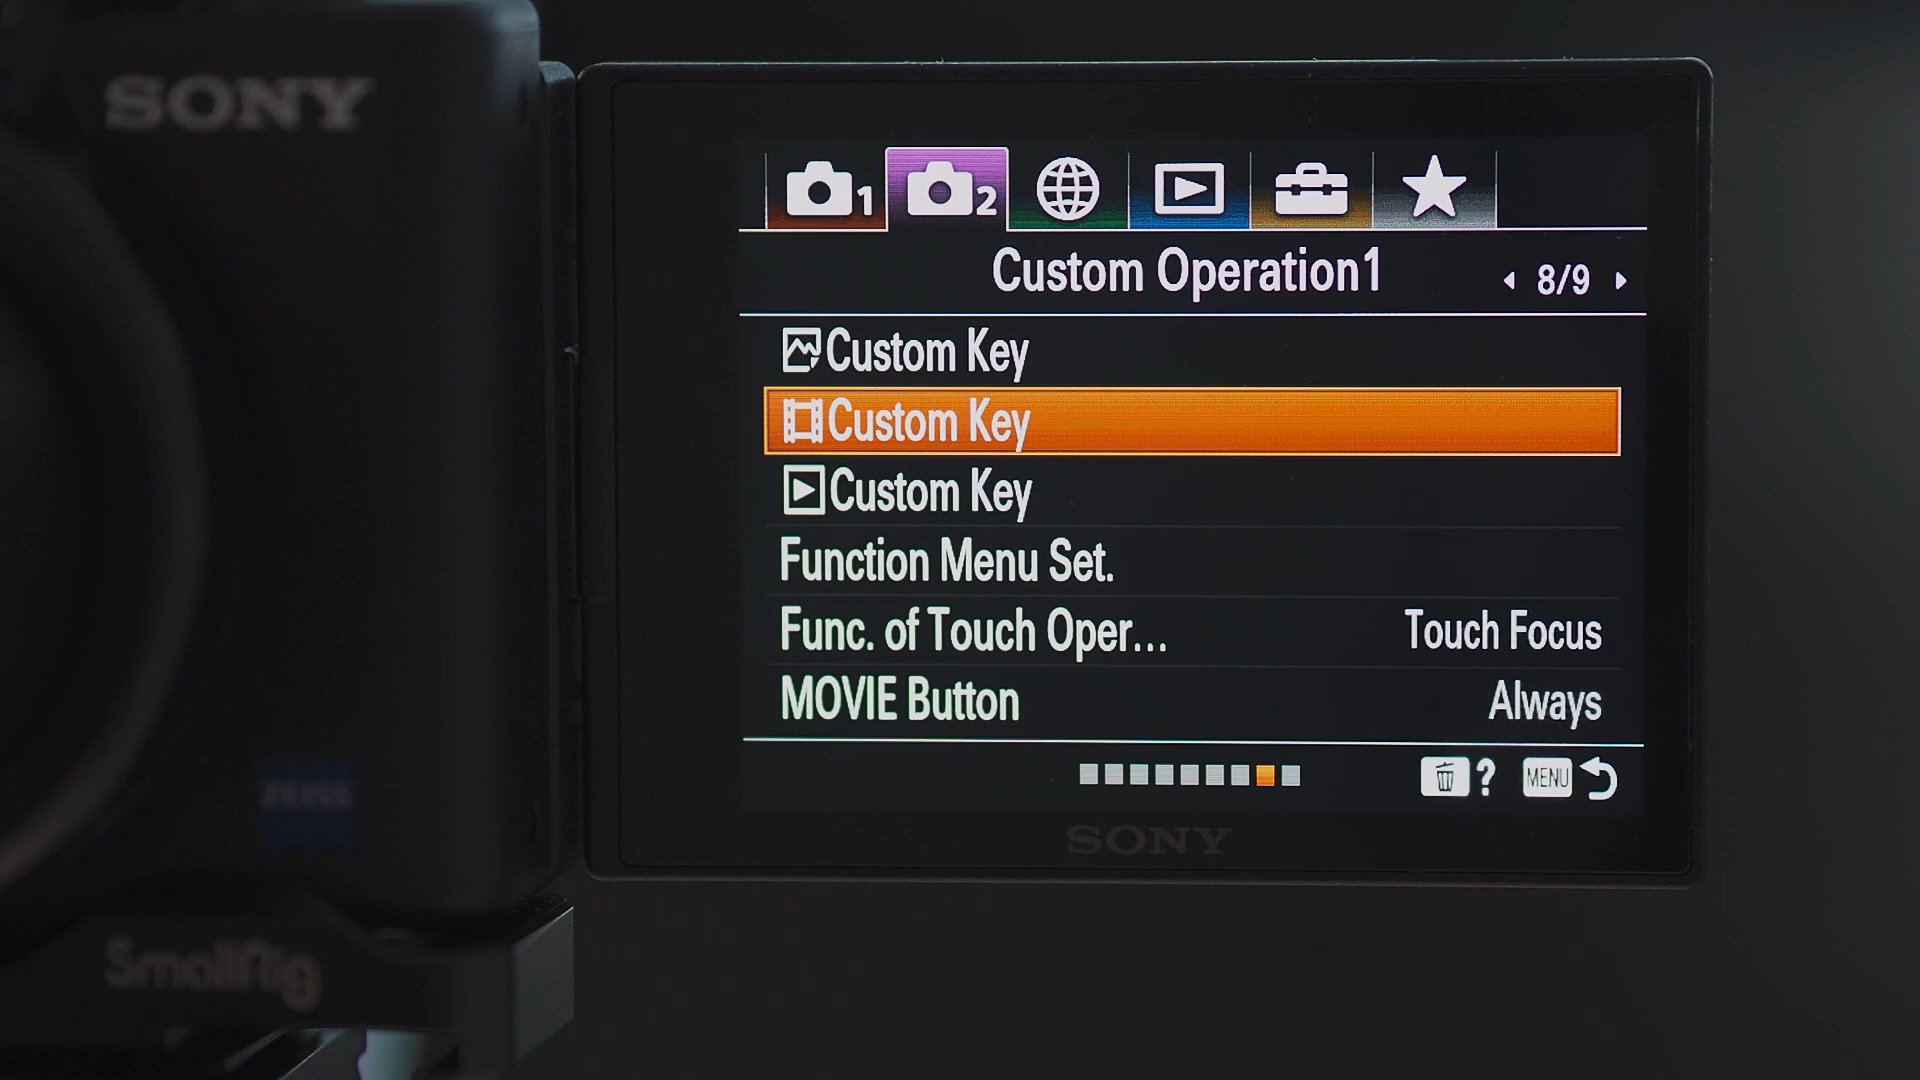 SONY
1
2
Custom Operation1
8/9
Custom Key
Custom Key
Custom Key
Function Menu Set.
Func. of Touch Oper...
Touch Focus
MOVIE Button
Always
? MENU
SONY
ZEISS
SmallRig